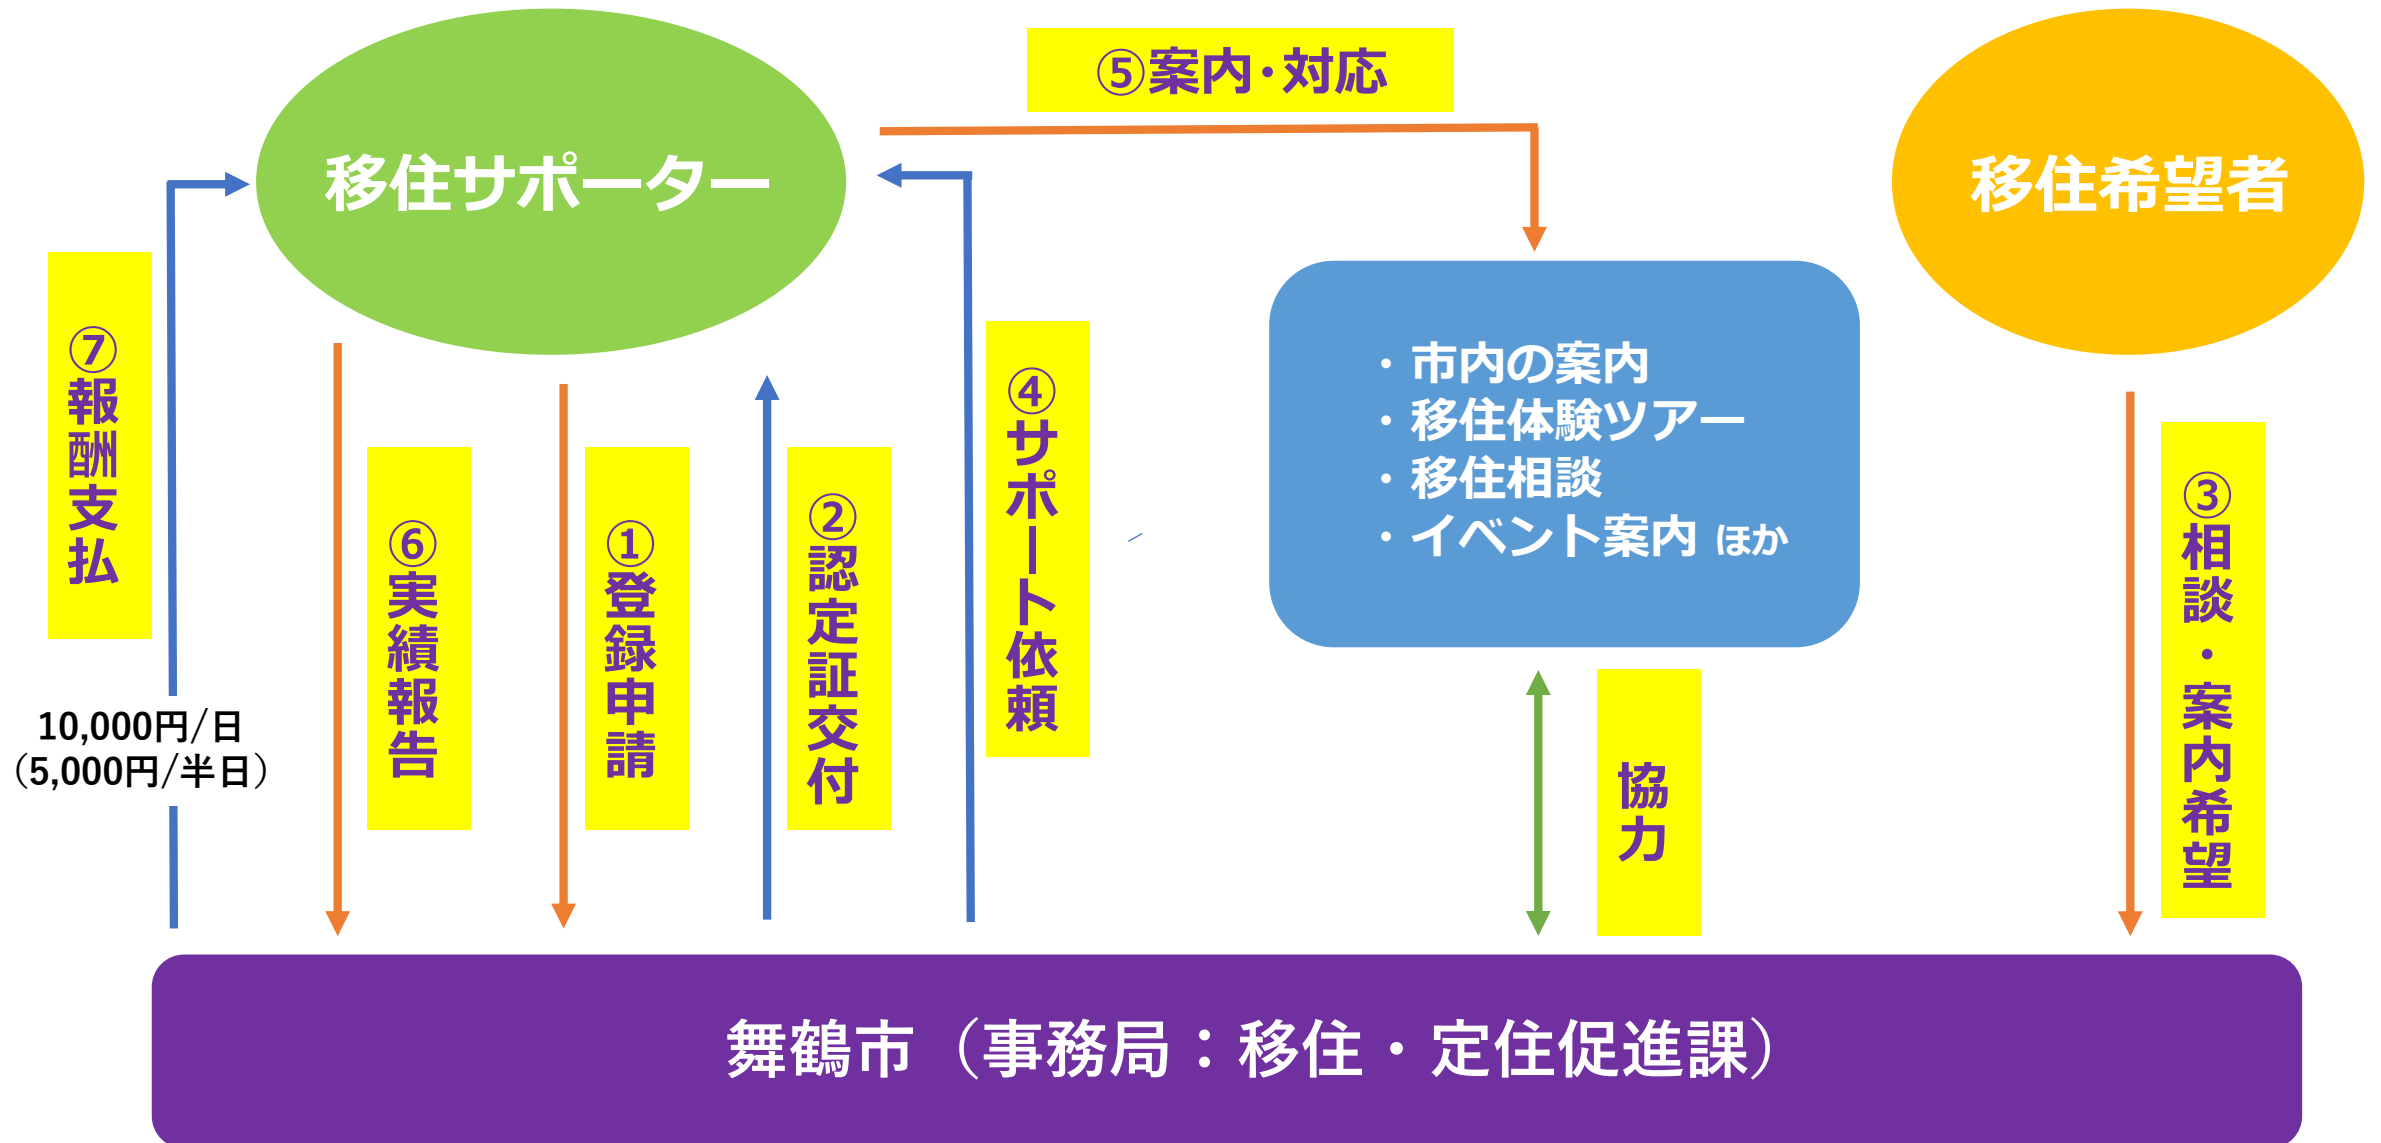 ⑤案内・対応
移住サポーター
移住希望者
⑦報酬支払
④サポート依頼
・市内の案内
・移住体験ツアー
・移住相談
・イベント案内 ほか
③相談・案内希望
⑥実績報告
①登録申請
②認定証交付
10,000円/日
（5,000円/半日）
協力
舞鶴市（事務局：移住・定住促進課）